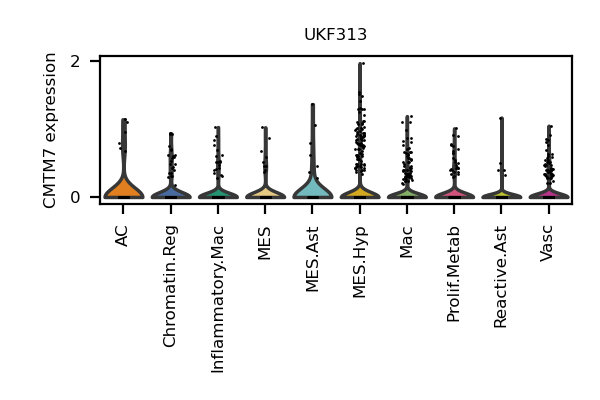 UKF313
CMTM7 expression
2
0
AC
Chromatin.Reg
Inflammatory.Mac
MES
MES.Ast
MES.Hyp
Mac
Prolif.Metab
Reactive.Ast
Vasc